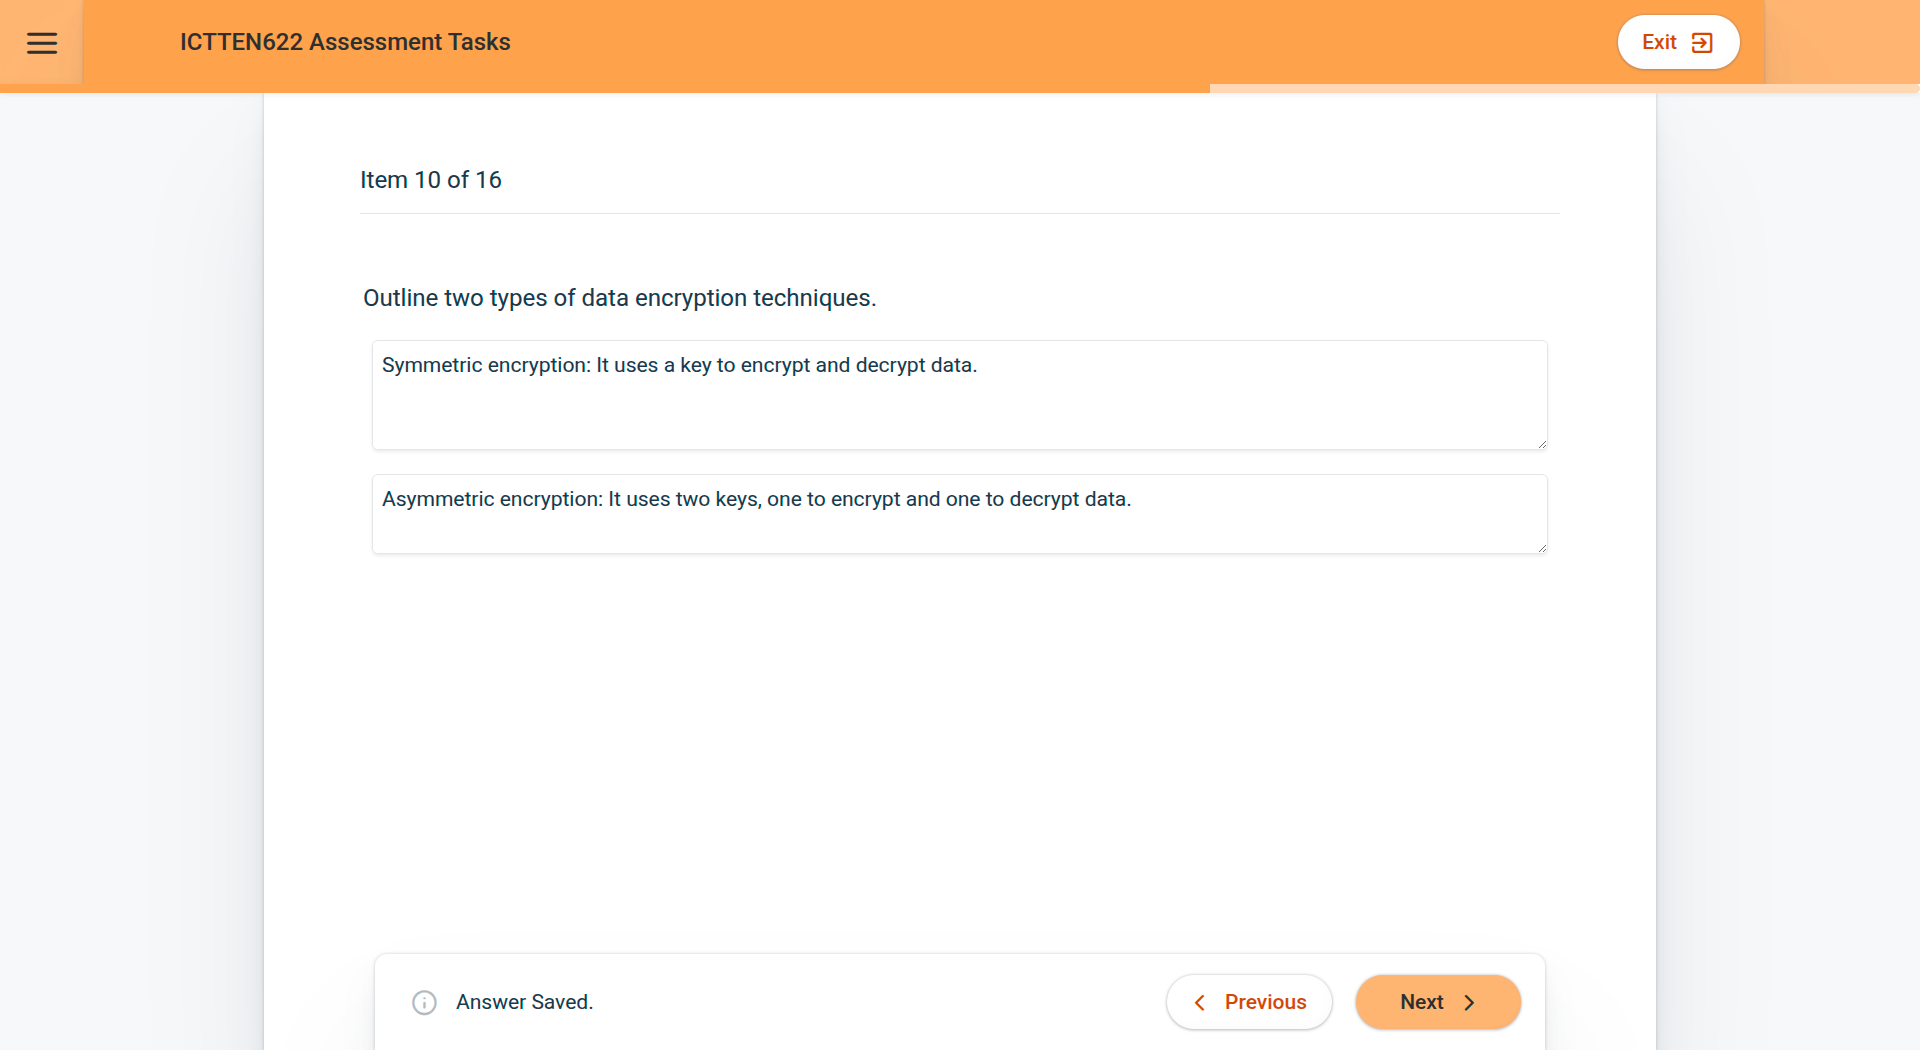 ICTTEN622 Assessment Tasks
Exit
Item 10 of 16
Outline two types of data encryption techniques.
Symmetric encryption: It uses a key to encrypt and decrypt data.
Asymmetric encryption: It uses two keys, one to encrypt and one to decrypt data.
Answer Saved.
Previous
Next